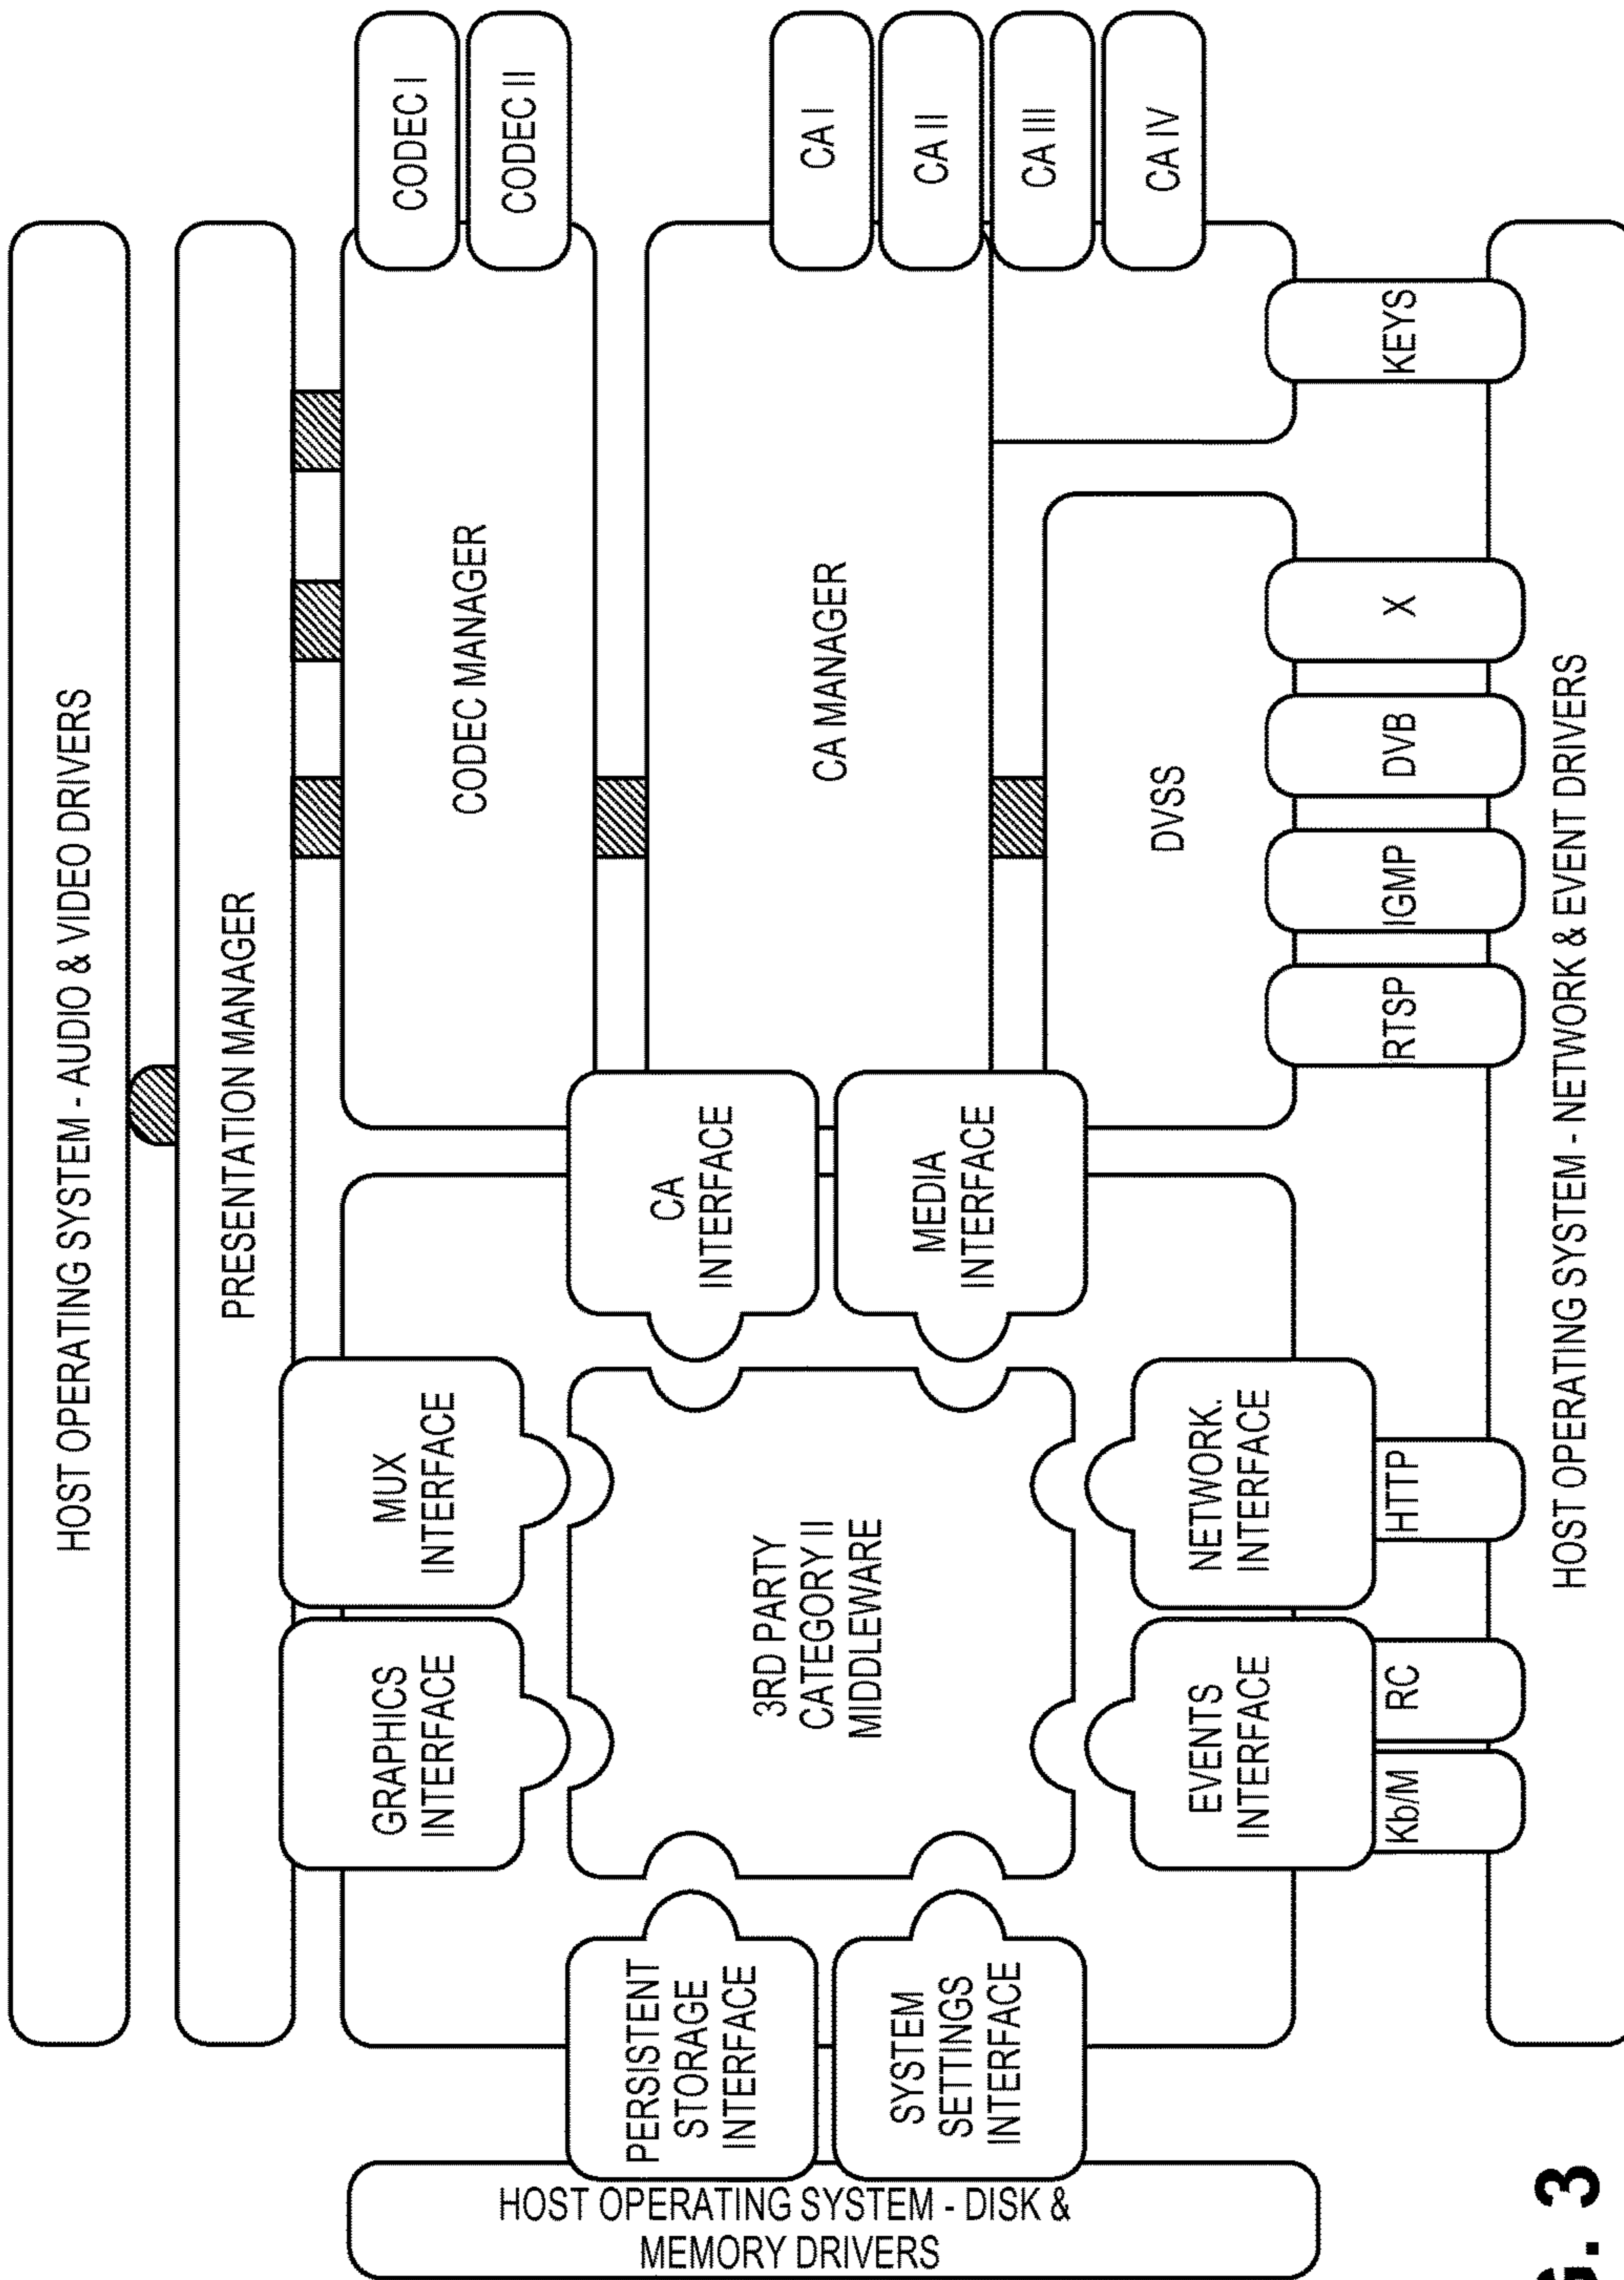 HOST OPERATING SYSTEM - AUDIO & VIDEO DRIVERS
PRESENTATION MANAGER
GRAPHICS
INTERFACE
MUX
INTERFACE
CODEC MANAGER
CODEC I
CODEC II
PERSISTENT
STORAGE
INTERFACE
SYSTEM
SETTINGS
INTERFACE
HOST OPERATING SYSTEM - DISK &
MEMORY DRIVERS
3RD PARTY
CATEGORY II
MIDDLEWARE
CA
INTERFACE
MEDIA
INTERFACE
CA MANAGER
CA I
CA II
CA III
CA IV
DVSS
EVENTS
INTERFACE
NETWORK.
INTERFACE
Kb/M
RC
HTTP
RTSP
IGMP
DVB
X
KEYS
HOST OPERATING SYSTEM - NETWORK & EVENT DRIVERS
G. 3